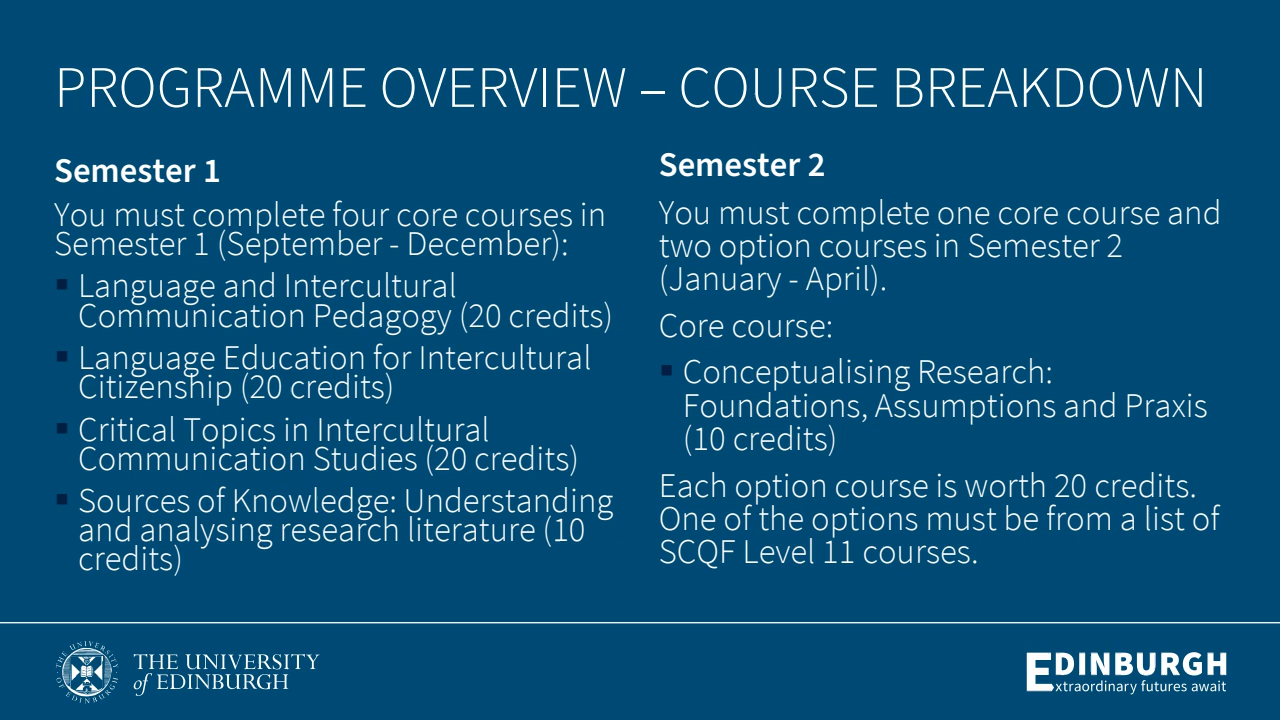 PROGRAMME OVERVIEW – COURSE BREAKDOWN
Semester 1
You must complete four core courses in
Semester 1 (September - December):
▪ Language and Intercultural
Communication Pedagogy (20 credits)
▪ Language Education for Intercultural
Citizenship (20 credits)
▪ Critical Topics in Intercultural
Communication Studies (20 credits)
▪ Sources of Knowledge: Understanding
and analysing research literature (10
credits)
Semester 2
You must complete one core course and
two option courses in Semester 2
(January - April).
Core course:
▪ Conceptualising Research:
Foundations, Assumptions and Praxis
(10 credits)
Each option course is worth 20 credits.
One of the options must be from a list of
SCQF Level 11 courses.
THE UNIVERSITY OF EDINBURGH
THE UNIVERSITY
of EDINBURGH
EDINBURGH
Extraordinary futures await